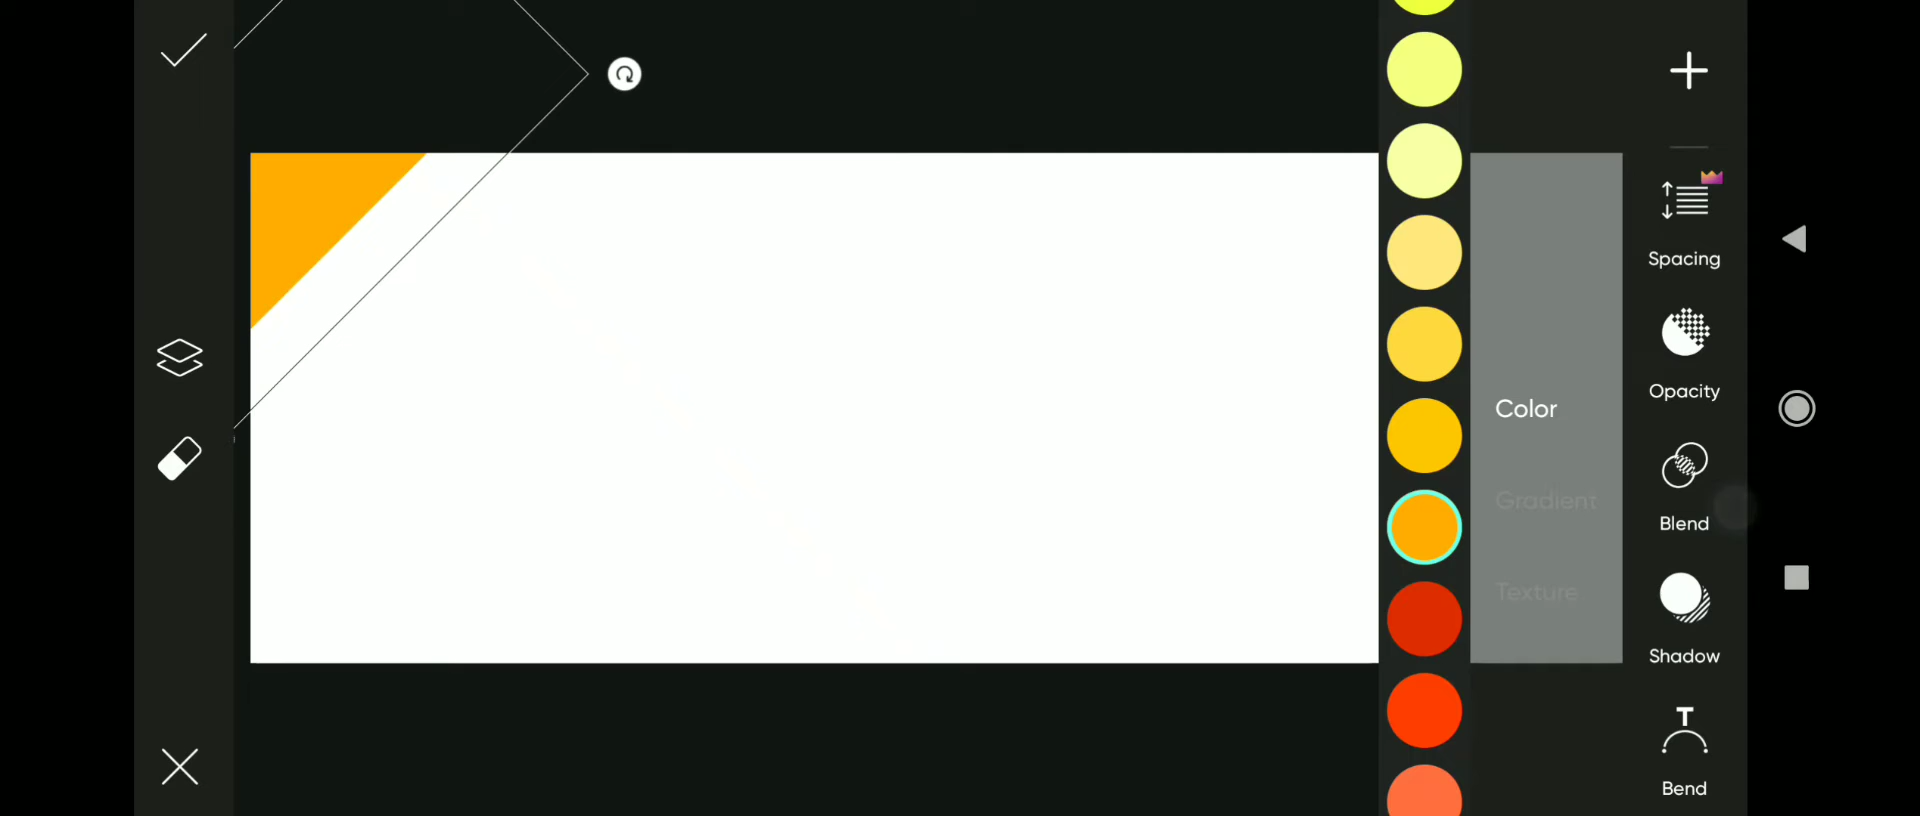 Spacing
Opacity
Color
Gradient
Blend
Texture
Shadow
T
Bend